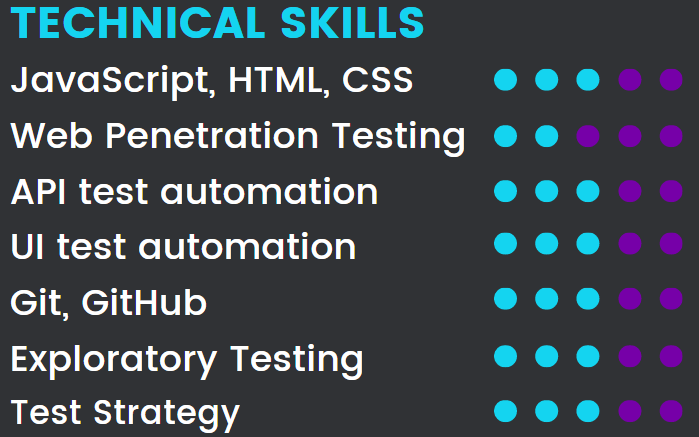 TECHNICAL SKILLS
JavaScript, HTML, CSS
Web Penetration Testing
API test automation
UI test automation
Git, GitHub
Exploratory Testing
Test Strategy